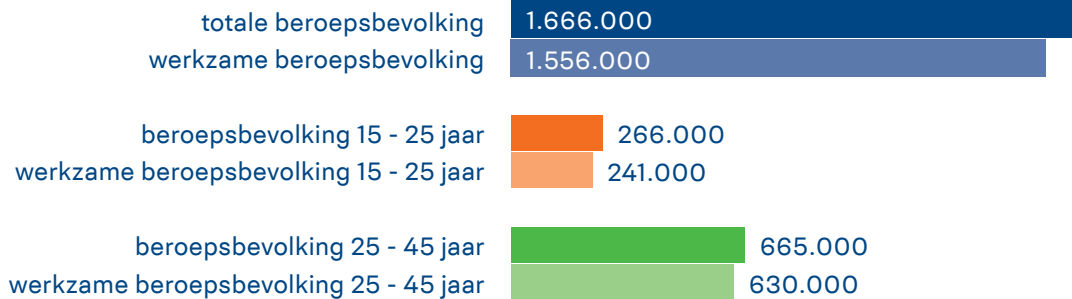 totale beroepsbevolking 1.666.000
werkzame beroepsbevolking 1.556.000
beroepsbevolking 15 - 25 jaar 266.000
werkzame beroepsbevolking 15 - 25 jaar 241.000
beroepsbevolking 25 - 45 jaar 665.000
werkzame beroepsbevolking 25 - 45 jaar 630.000